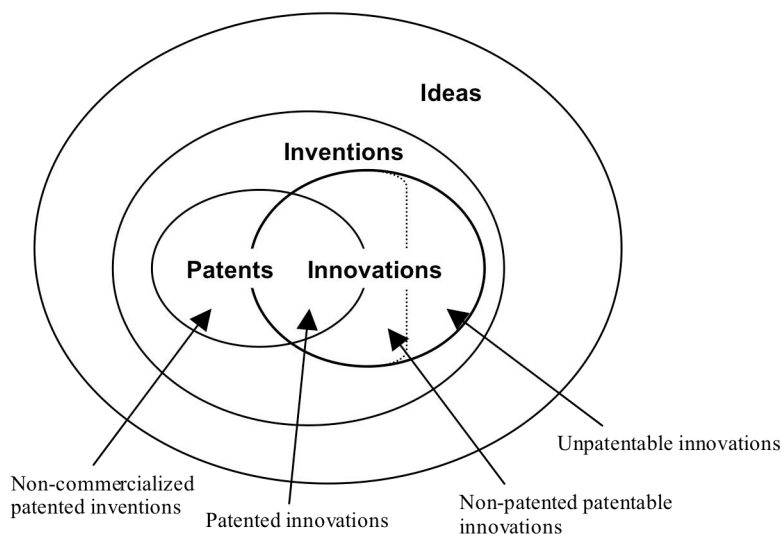 Ideas
Inventions
Patents
Innovations
Unpatentable innovations
Non-commercialized
patented inventions
Patented innovations
Non-patented patentable
innovations